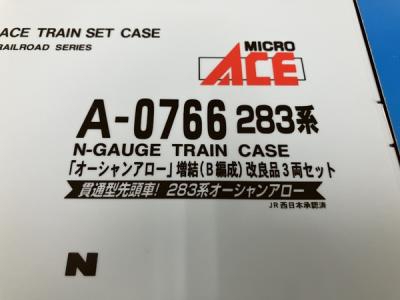 ACE TRAIN SET CASE
RAILROAD SERIES
MICRO
ACE
A-0766 283系
N-GAUGE TRAIN CASE
「オーシャンアロー」増結(B編成)改良品3両セット
貫通型先頭車!283系オーシャンアロー
JR西日本承認済
N